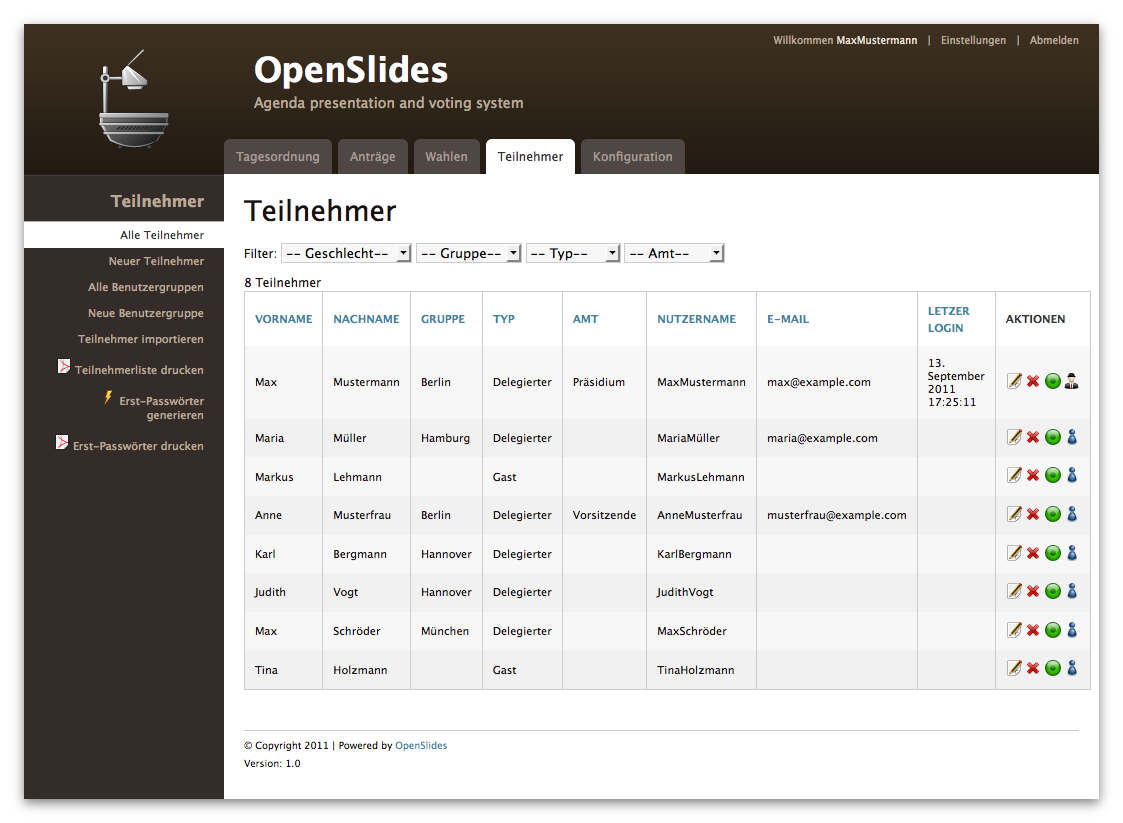 Willkommen MaxMustermann | Einstellungen | Abmelden
OpenSlides
Agenda presentation and voting system
Tagesordnung Anträge Wahlen Teilnehmer Konfiguration
Teilnehmer
Alle Teilnehmer
Neuer Teilnehmer
Alle Benutzergruppen
Neue Benutzergruppe
Teilnehmer importieren
Teilnehmerliste drucken
Erst-Passwörter
generieren
Erst-Passwörter drucken
Teilnehmer
Filter: -- Geschlecht-- -- Gruppe-- -- Typ-- -- Amt--
8 Teilnehmer
VORNAME NACHNAME GRUPPE TYP AMT NUTZERNAME E-MAIL LETZER LOGIN AKTIONEN
Max Mustermann Berlin Delegierter Präsidium MaxMustermann max@example.com 13. September 2011 17:25:11
Maria Müller Hamburg Delegierter MariaMüller maria@example.com
Markus Lehmann Gast MarkusLehmann
Anne Musterfrau Berlin Delegierter Vorsitzende AnneMusterfrau musterfrau@example.com
Karl Bergmann Hannover Delegierter KarlBergmann
Judith Vogt Hannover Delegierter JudithVogt
Max Schröder München Delegierter MaxSchröder
Tina Holzmann Gast TinaHolzmann
© Copyright 2011 | Powered by OpenSlides
Version: 1.0